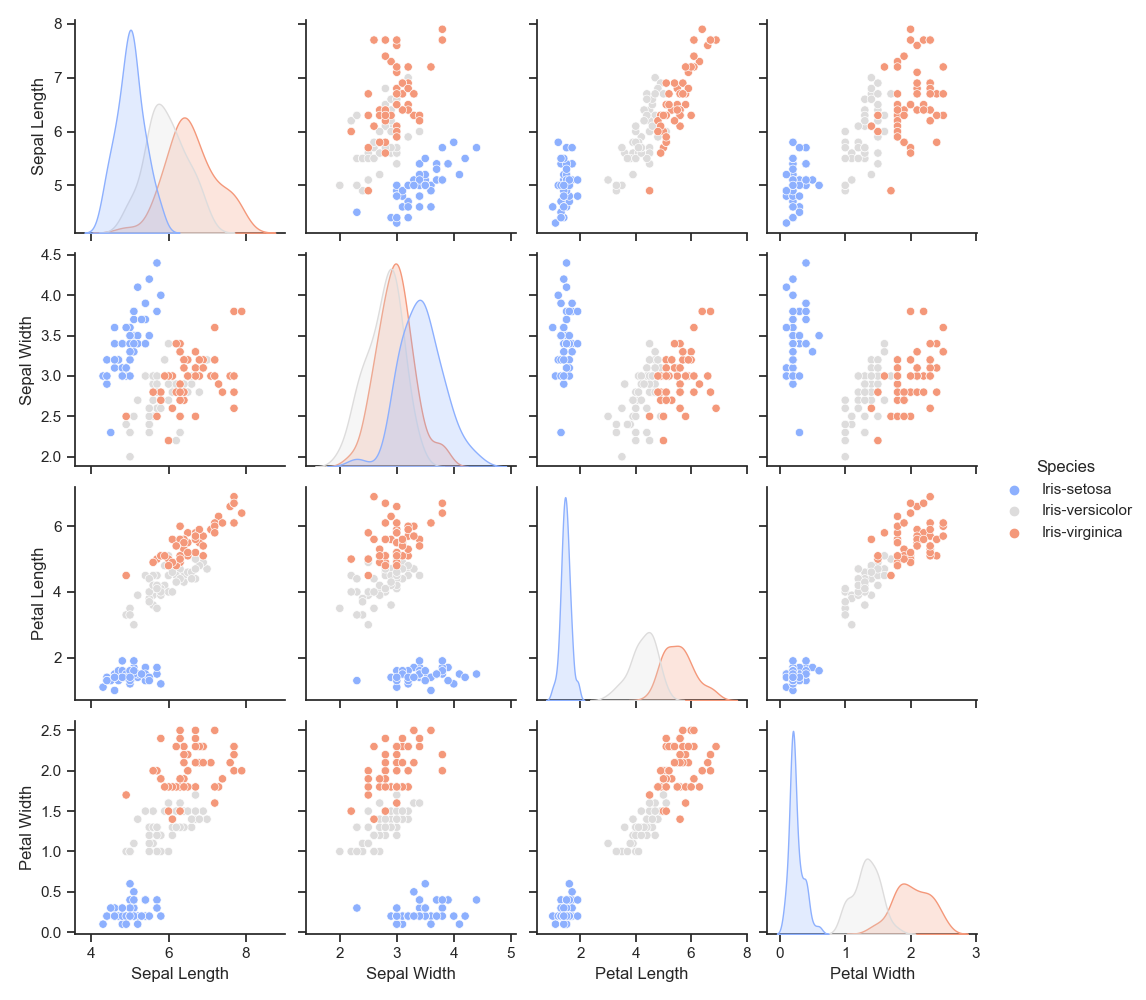 8
7
6
5
Sepal Length
4.5
4.0
3.5
3.0
2.5
2.0
Sepal Width
6
4
2
Petal Length
2.5
2.0
1.5
1.0
0.5
0.0
Petal Width
4 6 8
Sepal Length
2 3 4 5
Sepal Width
2 4 6 8
Petal Length
0 1 2 3
Petal Width
Species
Iris-setosa
Iris-versicolor
Iris-virginica